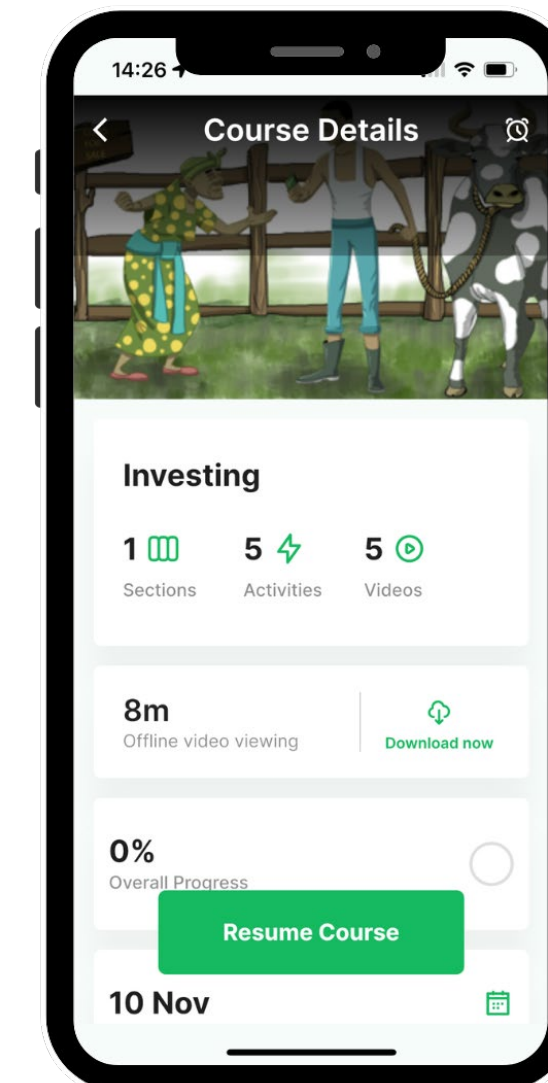 14:26
Course Details
Investing
1 5 5
Sections Activities Videos
8m
Offline video viewing
Download now
0%
Overall Progress
Resume Course
10 Nov